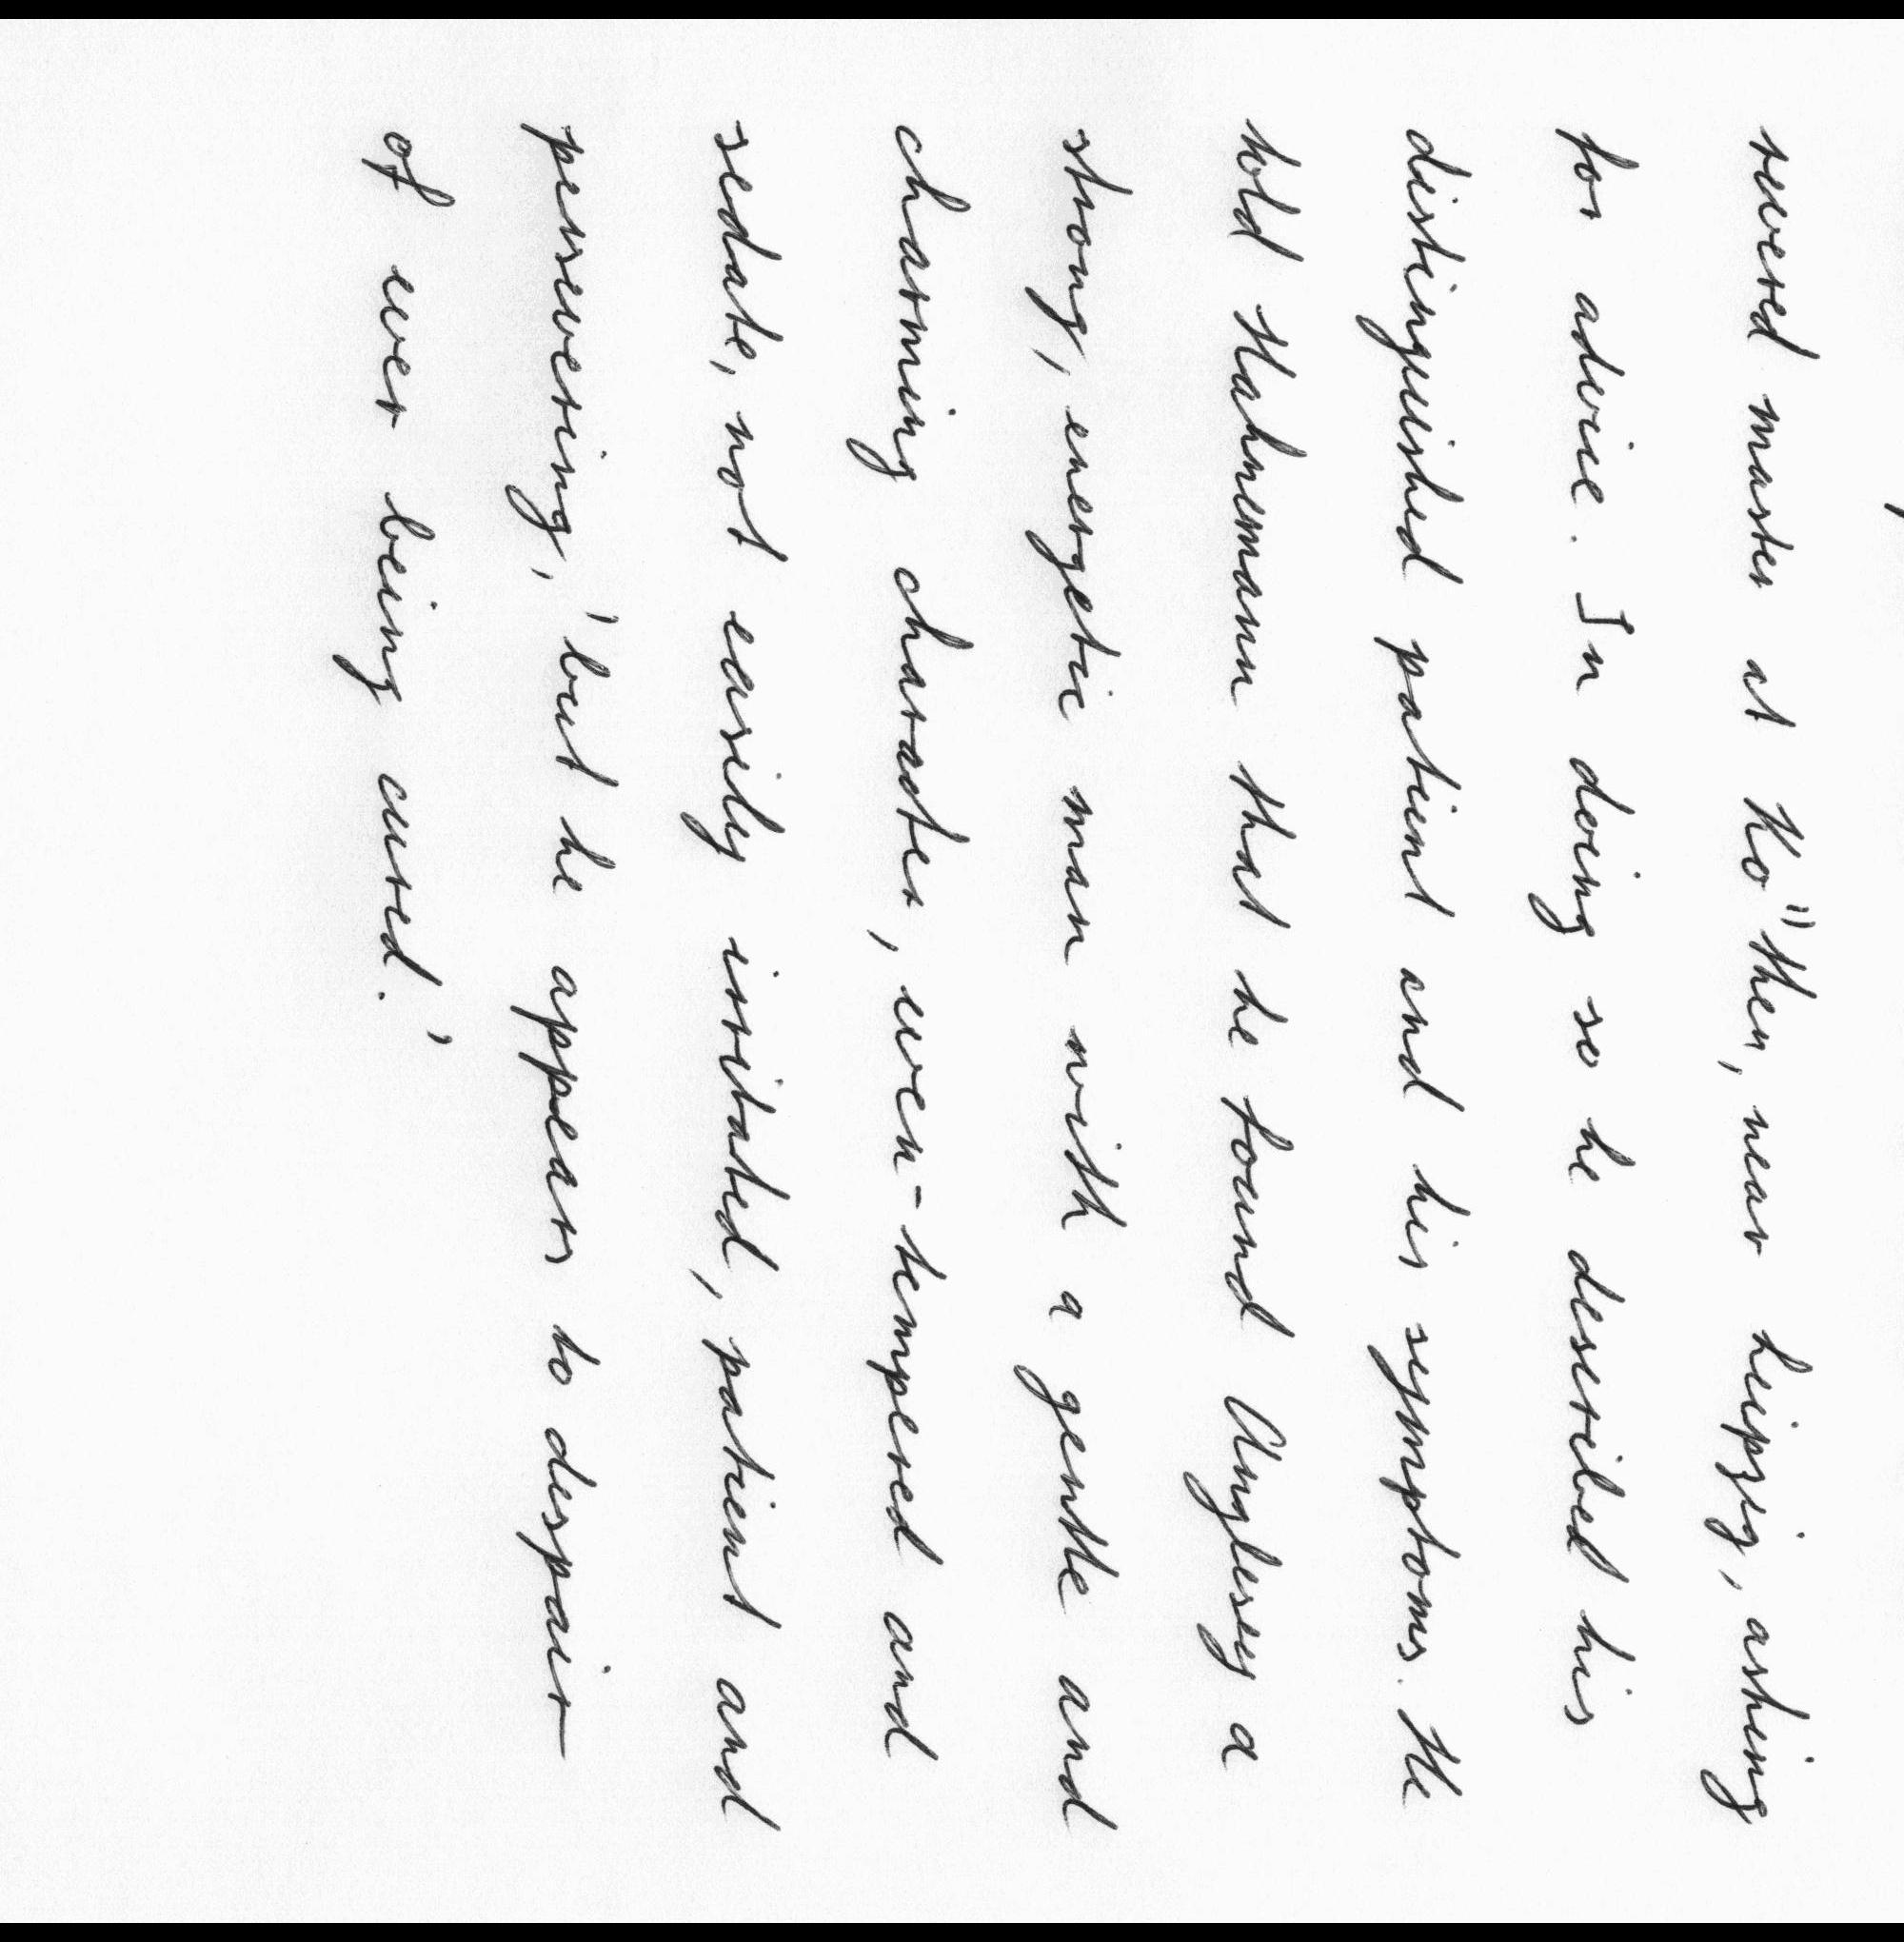 revered master at Ko"then, near Leipzig, asking
for advice. In doing so he described his
distinguished patient and his symptoms. He
told Hahnemann that he found Anglesey a
strong, energetic man with a gentle and
charming character, even-tempered and
sedate, not easily irritated, patient and
persevering, 'but he appears to despair
of ever being cured.'